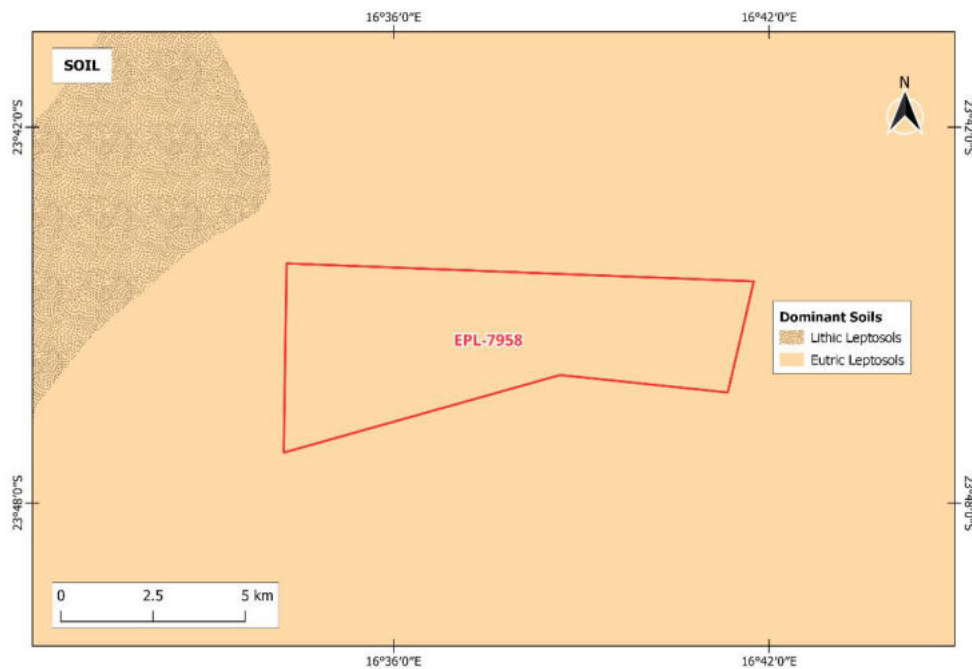 16°36'0"E
16°42'0"E
SOIL
N
23°42'0"S
23°42'0"S
EPL-7958
Dominant Soils
Lithic Leptosols
Eutric Leptosols
23°48'0"S
23°48'0"S
0 2.5 5 km
16°36'0"E
16°42'0"E